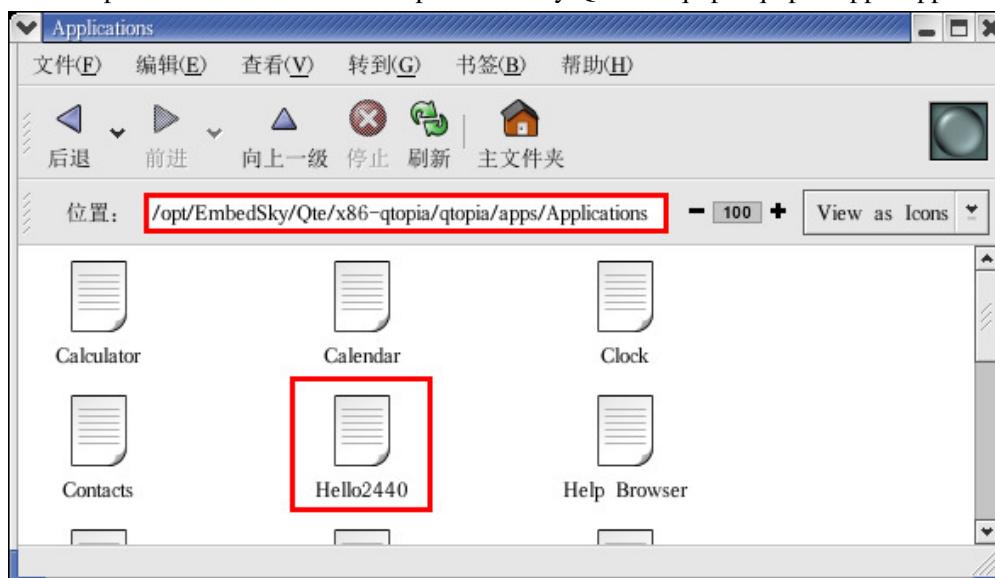 Applications
文件(F) 编辑(E) 查看(V) 转到(G) 书签(B) 帮助(H)
后退 前进 向上一级 停止 刷新 主文件夹
位置: /opt/EmbedSky/Qte/x86-qtopia/qtopia/apps/Applications 100 View as Icons
Calculator Calendar Clock
Contacts Hello2440 Help Browser